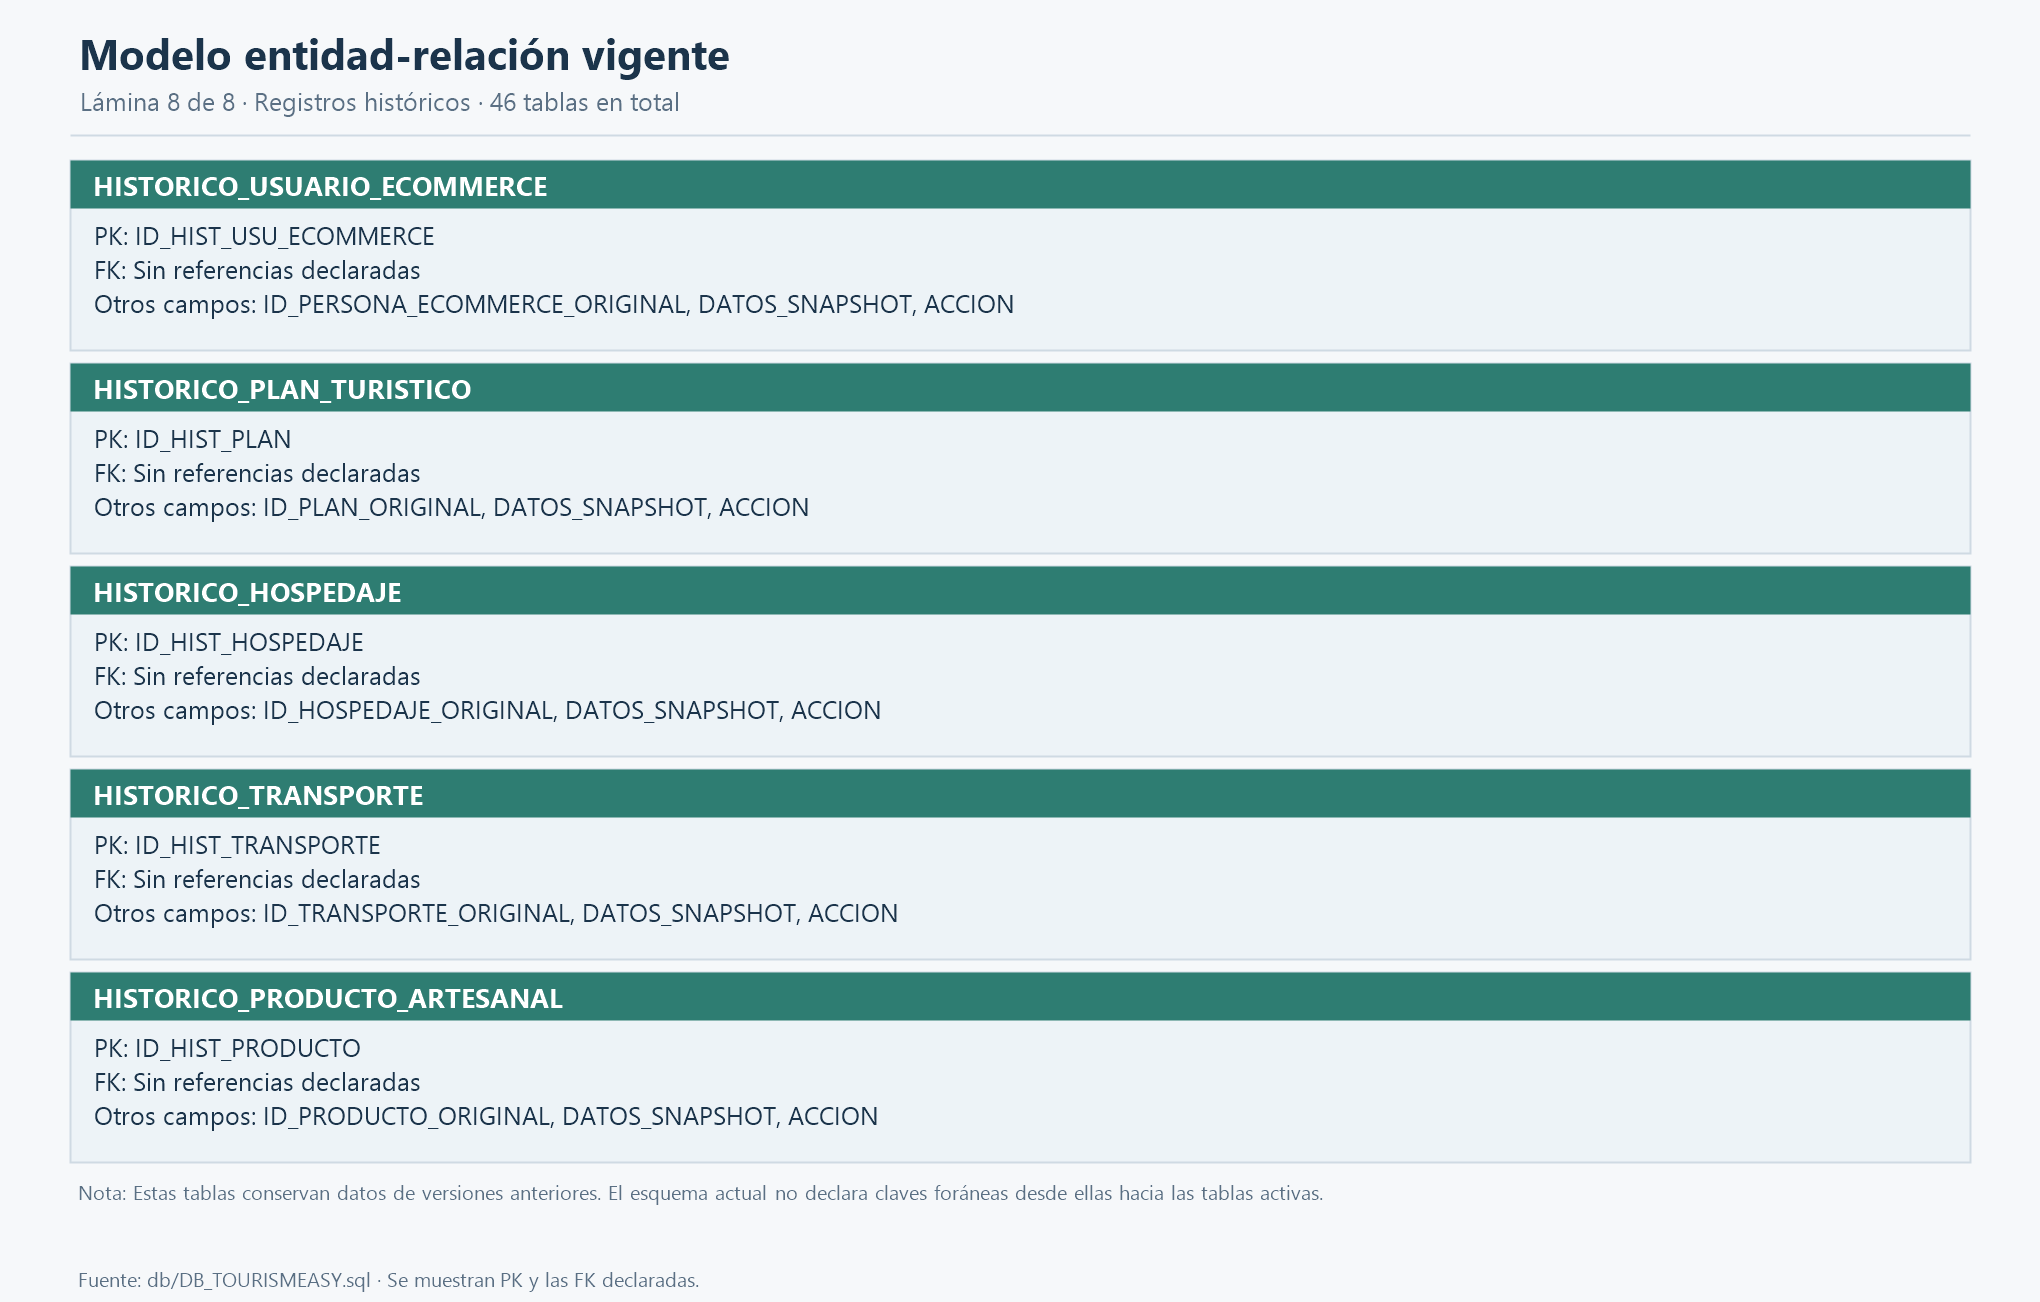 Modelo entidad-relación vigente
Lámina 8 de 8 · Registros históricos · 46 tablas en total
HISTORICO_USUARIO_ECOMMERCE
PK: ID_HIST_USU_ECOMMERCE
FK: Sin referencias declaradas
Otros campos: ID_PERSONA_ECOMMERCE_ORIGINAL, DATOS_SNAPSHOT, ACCION
HISTORICO_PLAN_TURISTICO
PK: ID_HIST_PLAN
FK: Sin referencias declaradas
Otros campos: ID_PLAN_ORIGINAL, DATOS_SNAPSHOT, ACCION
HISTORICO_HOSPEDAJE
PK: ID_HIST_HOSPEDAJE
FK: Sin referencias declaradas
Otros campos: ID_HOSPEDAJE_ORIGINAL, DATOS_SNAPSHOT, ACCION
HISTORICO_TRANSPORTE
PK: ID_HIST_TRANSPORTE
FK: Sin referencias declaradas
Otros campos: ID_TRANSPORTE_ORIGINAL, DATOS_SNAPSHOT, ACCION
HISTORICO_PRODUCTO_ARTESANAL
PK: ID_HIST_PRODUCTO
FK: Sin referencias declaradas
Otros campos: ID_PRODUCTO_ORIGINAL, DATOS_SNAPSHOT, ACCION
Nota: Estas tablas conservan datos de versiones anteriores. El esquema actual no declara claves foráneas desde ellas hacia las tablas activas.
Fuente: db/DB_TOURISMEASY.sql · Se muestran PK y las FK declaradas.